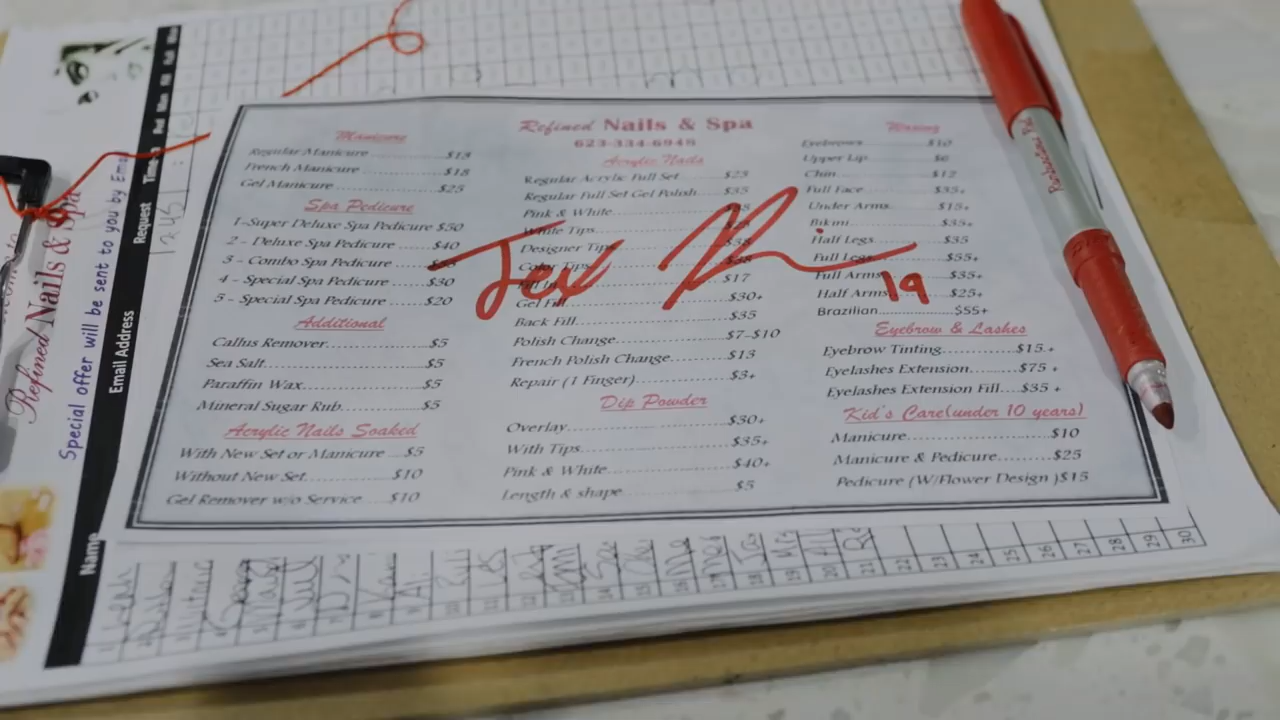 Refined Nails & Spa
623-334-6945
Manicure
Regular Manicure $13
French Manicure $18
Gel Manicure $25
Spa Pedicure
1-Super Deluxe Spa Pedicure $50
2 - Deluxe Spa Pedicure $40
3 - Combo Spa Pedicure
4 - Special Spa Pedicure $30
5 - Special Spa Pedicure $20
Additional
Callus Remover $5
Sea Salt $5
Paraffin Wax $5
Mineral Sugar Rub $5
Acrylic Nails Soaked
With New Set or Manicure $5
Without New Set $10
Gel Remover w/o Service $10
Acrylic Nails
Regular Acrylic Full Set $25
Regular Full Set Gel Polish $35
Pink & White
White Tips
Designer Tips
Color Tips
Fill In $17
Gel Fill $30+
Back Fill $35
Polish Change $7-$10
French Polish Change $13
Repair (1 Finger) $3+
Dip Powder
Overlay $30+
With Tips $35+
Pink & White $40+
Length & shape $5
Waxing
Eyebrows $10
Upper Lip $6
Chin $12
Full Face $35+
Under Arms $15+
Bikini $35+
Half Legs $35
Full Legs $55+
Full Arms $35+
Half Arms $25+
Brazilian $55+
Eyebrow & Lashes
Eyebrow Tinting $15+
Eyelashes Extension $75 +
Eyelashes Extension Fill $35 +
Kid's Care(under 10 years)
Manicure $10
Manicure & Pedicure $25
Pedicure (W/Flower Design )$15
19
Refined Nails & Spa
Special offer will be sent to you by Ema
Name
Email Address
Request
12:45
22
23
24
25
26
27
28
29
30